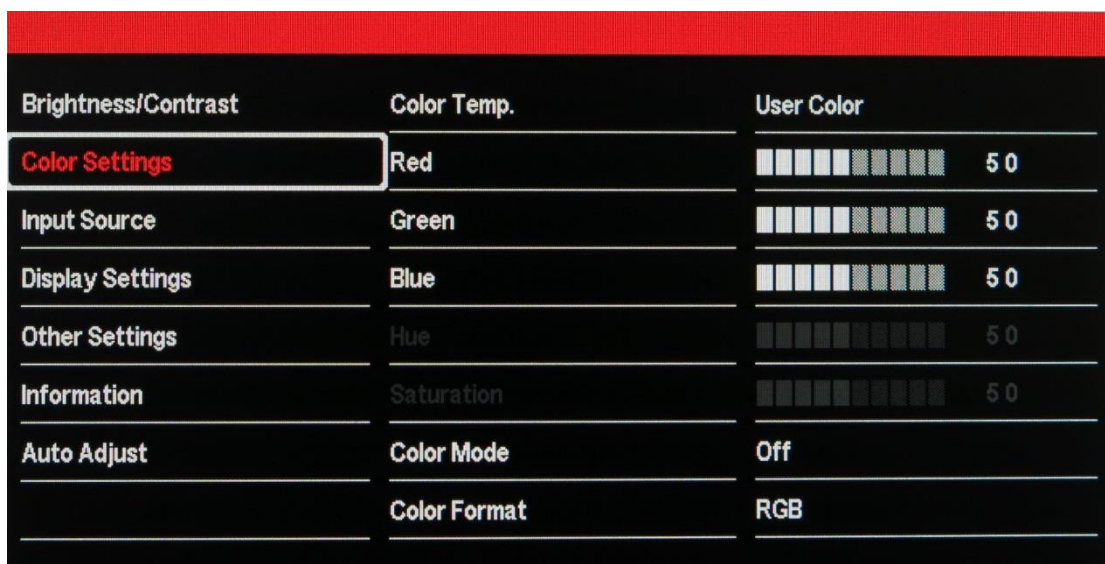 Brightness/Contrast Color Temp. User Color
Color Settings Red 50
Input Source Green 50
Display Settings Blue 50
Other Settings Hue 50
Information Saturation 50
Auto Adjust Color Mode Off
Color Format RGB